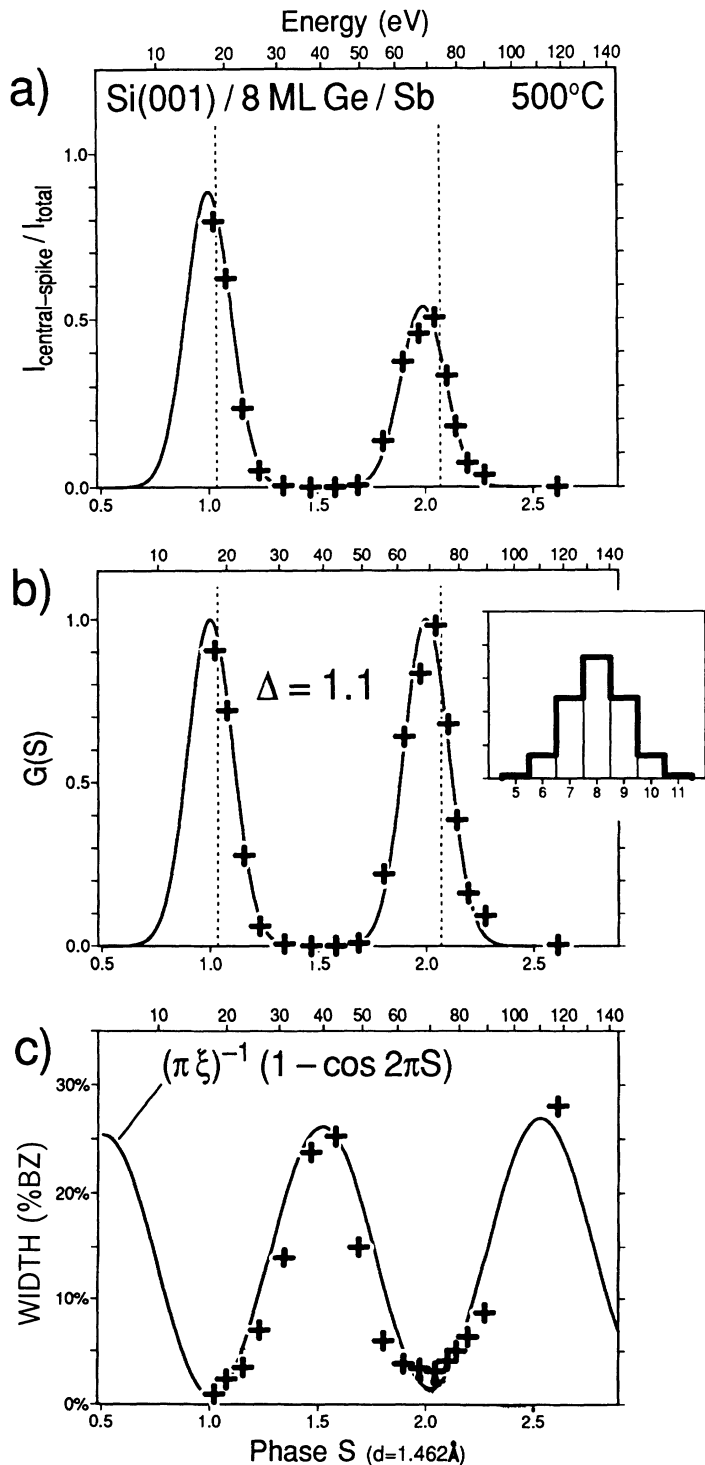 Energy (eV)
10 20 30 40 50 60 70 80 100 120 140
a) Si(001) / 8 ML Ge / Sb 500°C
1.0
0.5
0.0
I central–spike / I total
0.5 1.0 1.5 2.0 2.5
10 20 30 40 50 60 70 80 100 120 140
b)
1.0
0.5
0.0
G(S)
Δ = 1.1
5 6 7 8 9 10 11
0.5 1.0 1.5 2.0 2.5
10 20 30 40 50 60 70 80 100 120 140
c) (π ξ)⁻¹ (1 – cos 2πS)
30%
20%
10%
0%
WIDTH (%BZ)
0.5 1.0 1.5 2.0 2.5
Phase S (d=1.462Å)